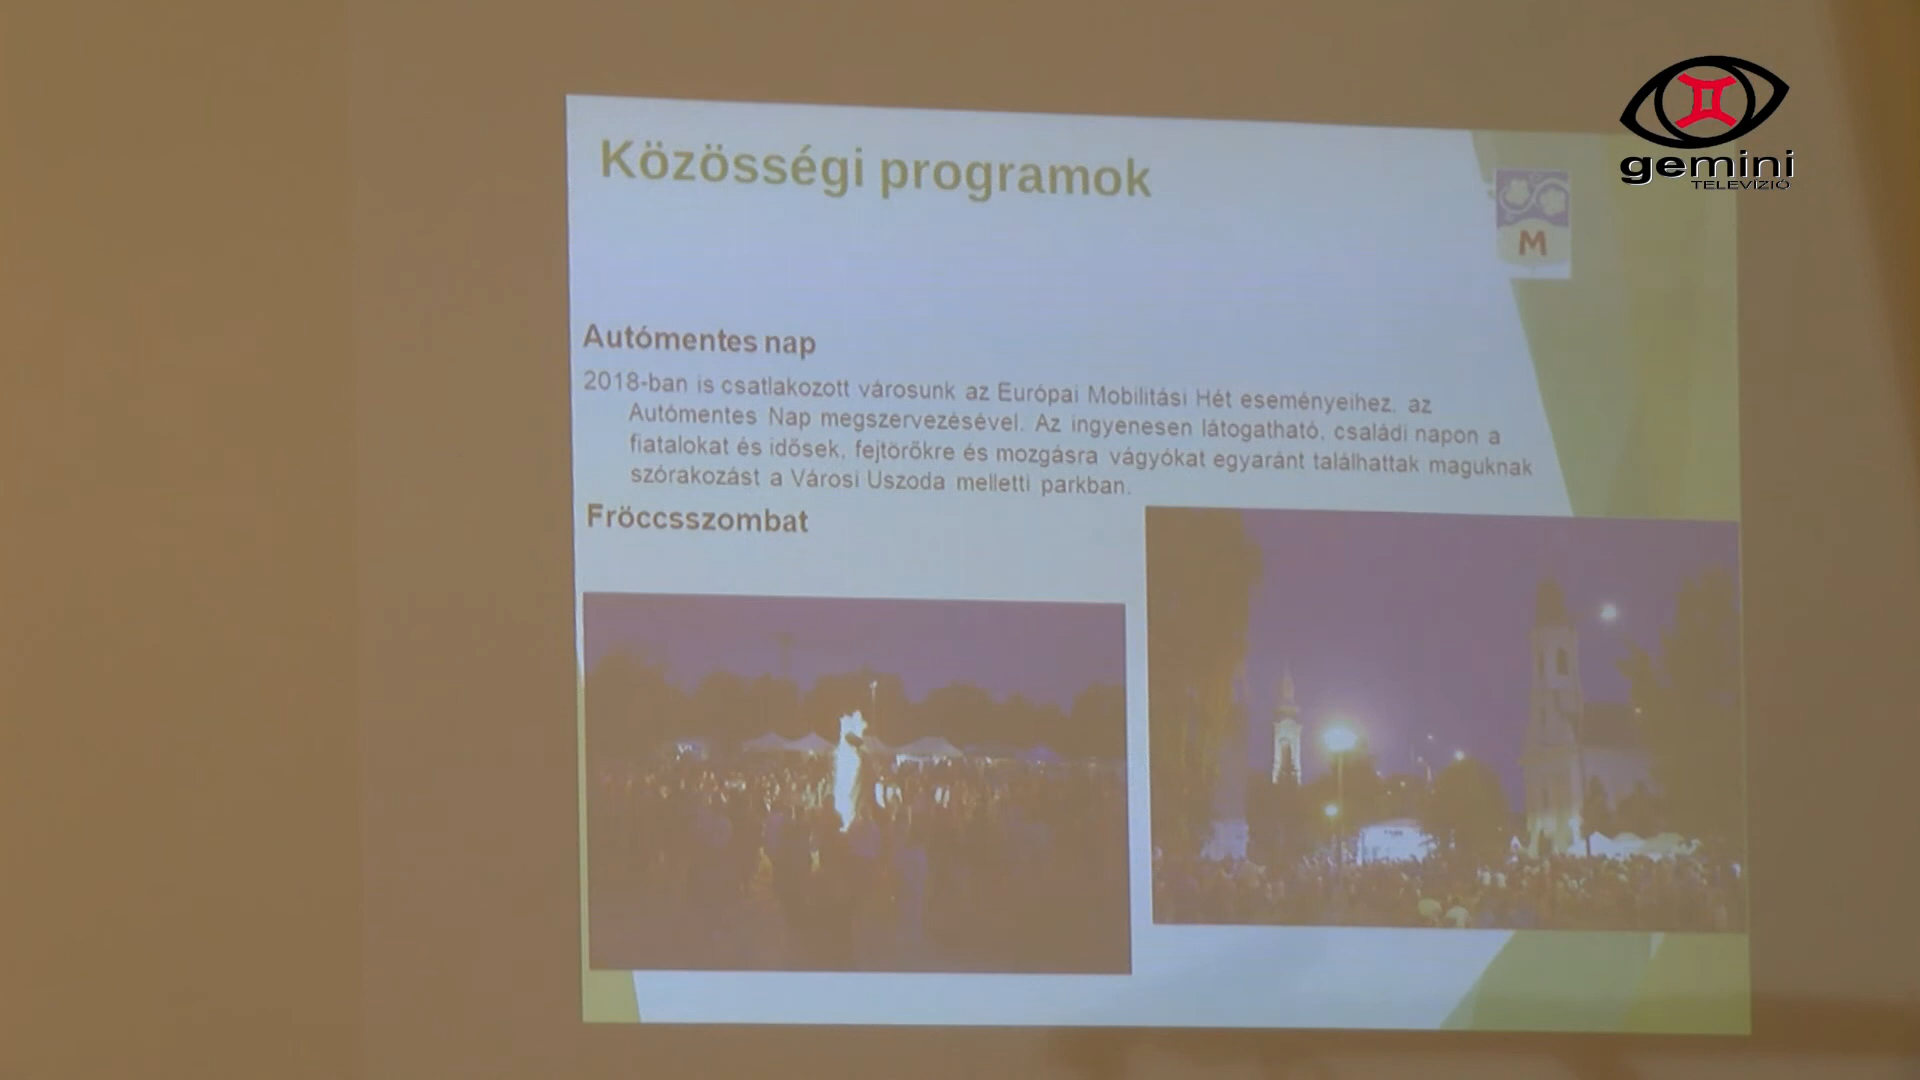 gemini
TELEVÍZIÓ
Közösségi programok
M
Autómentes nap
2018-ban is csatlakozott városunk az Európai Mobilitási Hét eseményeihez, az
Autómentes Nap megszervezésével. Az ingyenesen látogatható, családi napon a
fiatalokat és idősek, fejtörőkre és mozgásra vágyókat egyaránt találhattak maguknak
szórakozást a Városi Uszoda melletti parkban.
Fröccsszombat